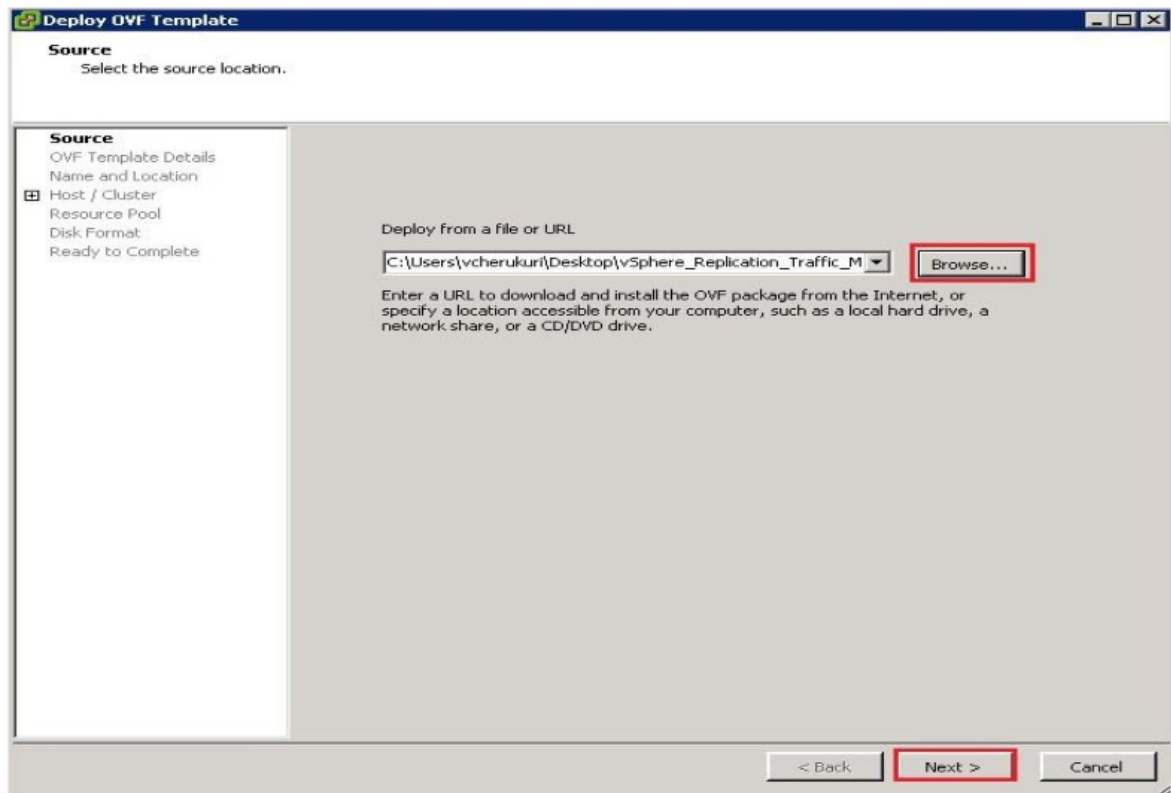 Deploy OVF Template
Source
Select the source location.
Source
OVF Template Details
Name and Location
Host / Cluster
Resource Pool
Disk Format
Ready to Complete
Deploy from a file or URL
C:\Users\vcherukuri\Desktop\vSphere_Replication_Traffic_M
Browse...
Enter a URL to download and install the OVF package from the Internet, or
specify a location accessible from your computer, such as a local hard drive, a
network share, or a CD/DVD drive.
< Back
Next >
Cancel